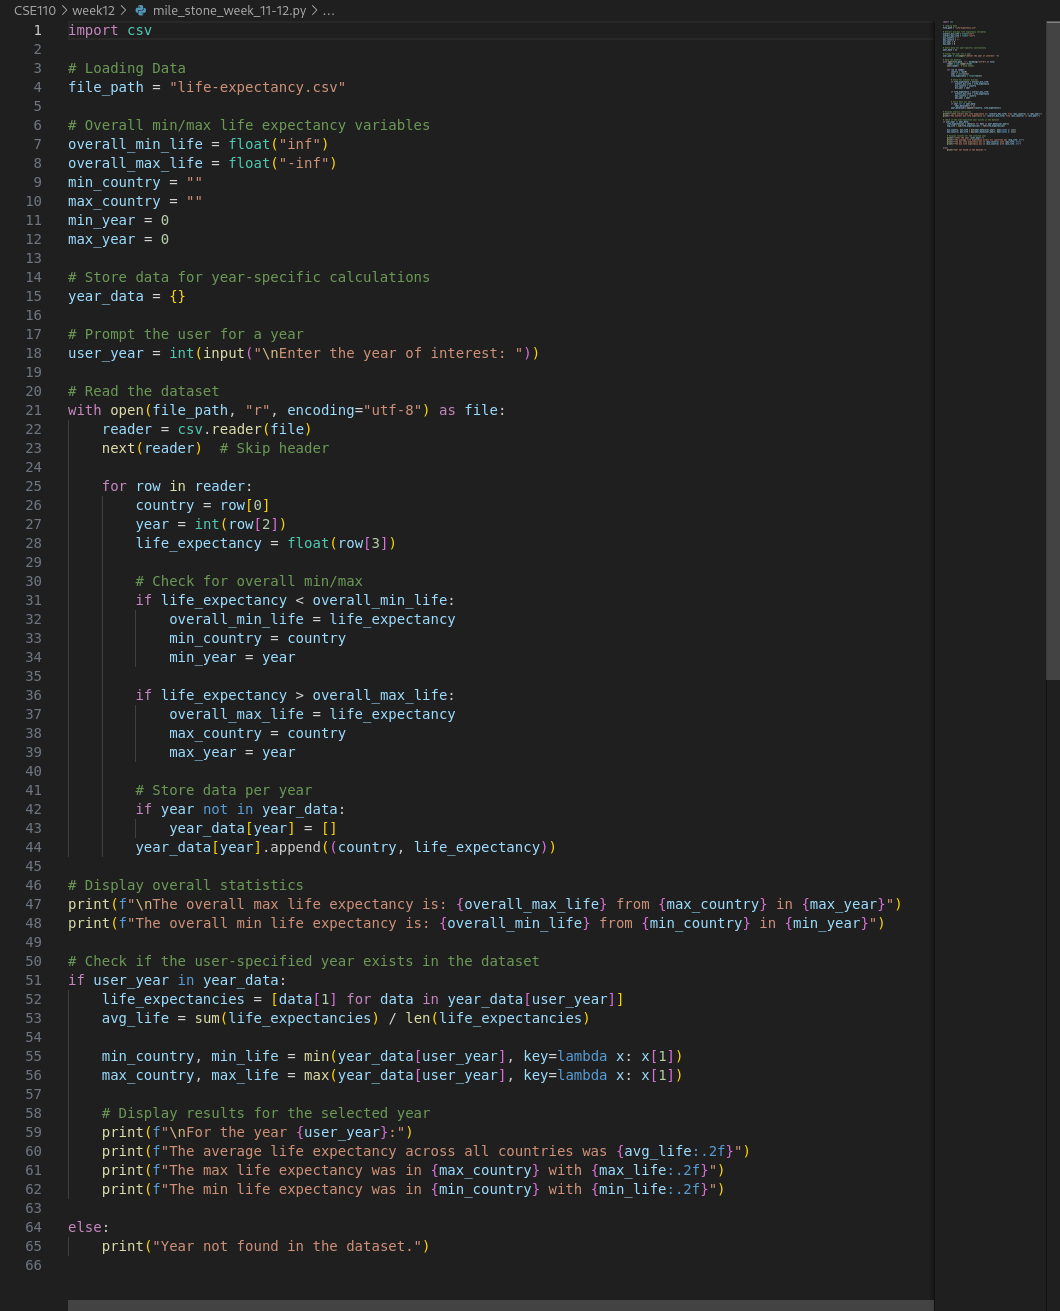 CSE110 > week12 > mile_stone_week_11-12.py > ...
1 import csv
2
3 # Loading Data
4 file_path = "life-expectancy.csv"
5
6 # Overall min/max life expectancy variables
7 overall_min_life = float("inf")
8 overall_max_life = float("-inf")
9 min_country = ""
10 max_country = ""
11 min_year = 0
12 max_year = 0
13
14 # Store data for year-specific calculations
15 year_data = {}
16
17 # Prompt the user for a year
18 user_year = int(input("\nEnter the year of interest: "))
19
20 # Read the dataset
21 with open(file_path, "r", encoding="utf-8") as file:
22     reader = csv.reader(file)
23     next(reader)  # Skip header
24
25     for row in reader:
26         country = row[0]
27         year = int(row[2])
28         life_expectancy = float(row[3])
29
30         # Check for overall min/max
31         if life_expectancy < overall_min_life:
32             overall_min_life = life_expectancy
33             min_country = country
34             min_year = year
35
36         if life_expectancy > overall_max_life:
37             overall_max_life = life_expectancy
38             max_country = country
39             max_year = year
40
41         # Store data per year
42         if year not in year_data:
43             year_data[year] = []
44         year_data[year].append((country, life_expectancy))
45
46 # Display overall statistics
47 print(f"\nThe overall max life expectancy is: {overall_max_life} from {max_country} in {max_year}")
48 print(f"The overall min life expectancy is: {overall_min_life} from {min_country} in {min_year}")
49
50 # Check if the user-specified year exists in the dataset
51 if user_year in year_data:
52     life_expectancies = [data[1] for data in year_data[user_year]]
53     avg_life = sum(life_expectancies) / len(life_expectancies)
54
55     min_country, min_life = min(year_data[user_year], key=lambda x: x[1])
56     max_country, max_life = max(year_data[user_year], key=lambda x: x[1])
57
58     # Display results for the selected year
59     print(f"\nFor the year {user_year}:")
60     print(f"The average life expectancy across all countries was {avg_life:.2f}")
61     print(f"The max life expectancy was in {max_country} with {max_life:.2f}")
62     print(f"The min life expectancy was in {min_country} with {min_life:.2f}")
63
64 else:
65     print("Year not found in the dataset.")
66